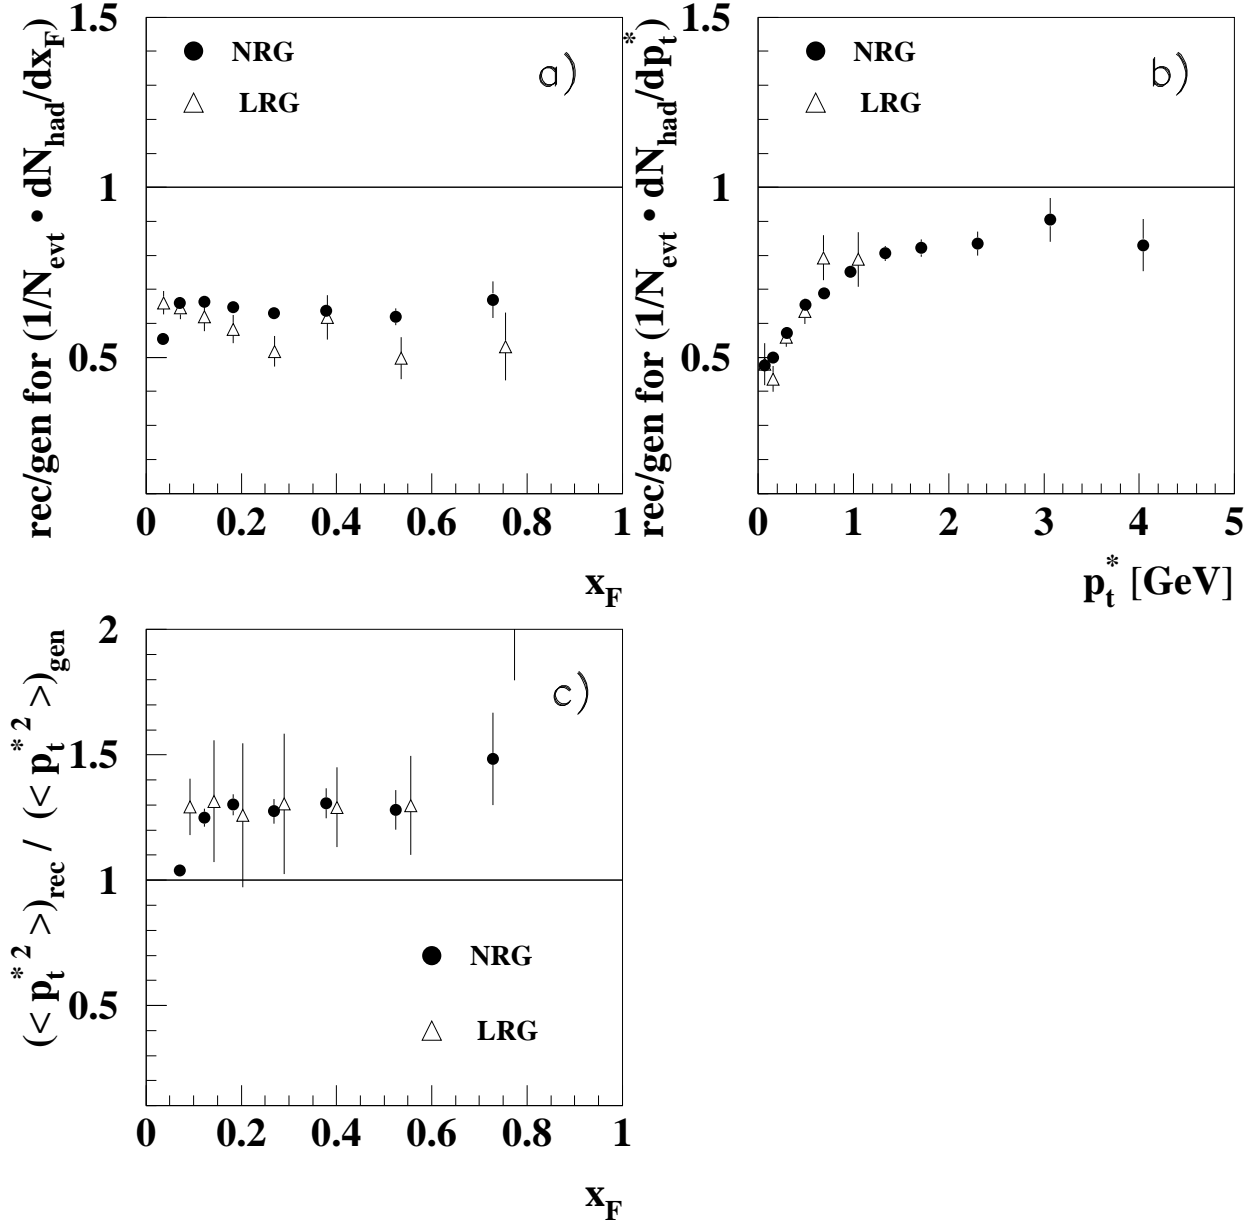 rec/gen for (1/N_evt • dN_had/dx_F)
1.5
1
0.5
NRG
LRG
a)
0 0.2 0.4 0.6 0.8 1
x_F
rec/gen for (1/N_evt • dN_had/dp_t^*)
1.5
1
0.5
NRG
LRG
b)
0 1 2 3 4 5
p_t^* [GeV]
(< p_t^*2 >)_rec / (< p_t^*2 >)_gen
2
1.5
1
0.5
c)
NRG
LRG
0 0.2 0.4 0.6 0.8 1
x_F